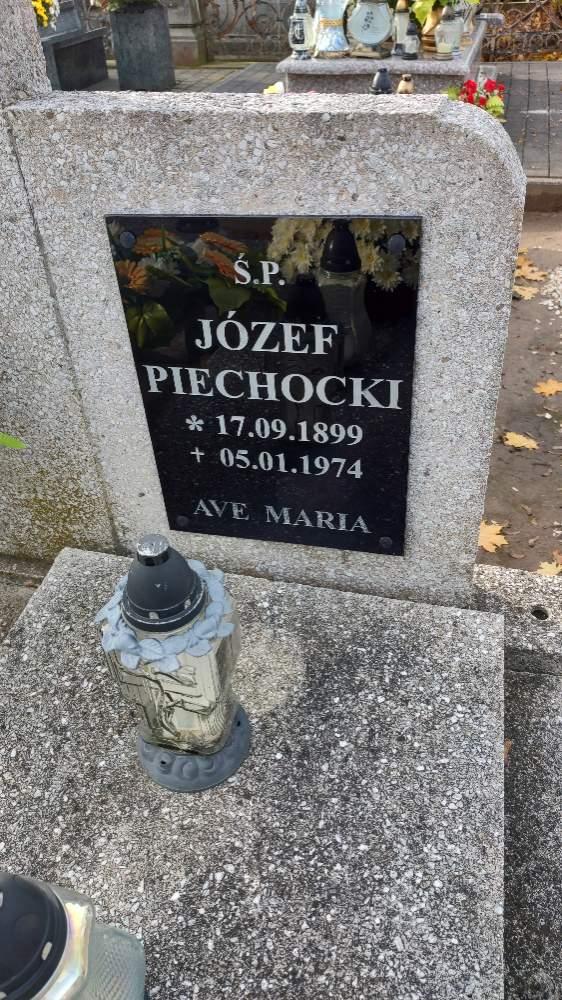 Ś.P.
JÓZEF
PIECHOCKI
* 17.09.1899
✝ 05.01.1974
AVE MARIA